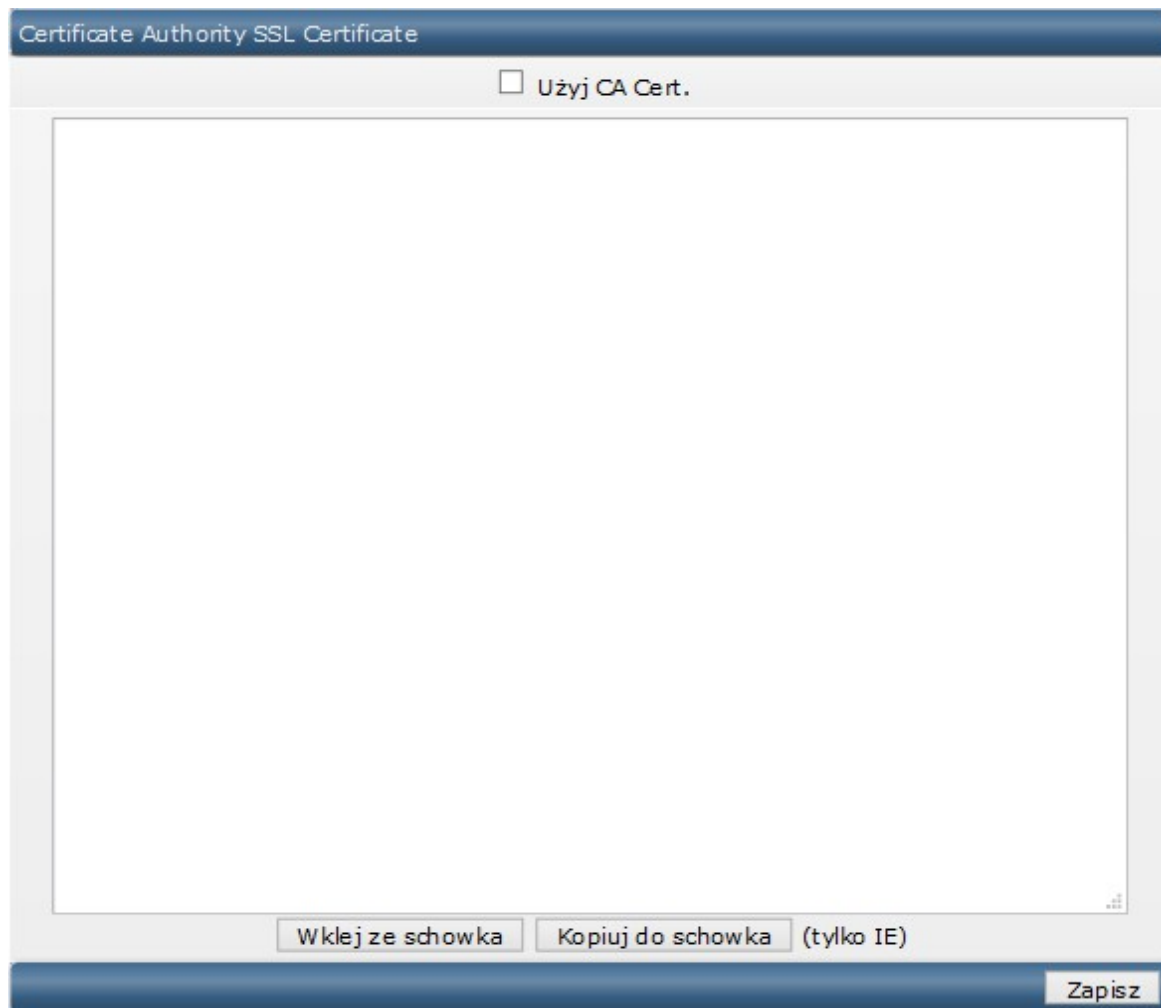 Certificate Authority SSL Certificate
Użyj CA Cert.
Wklej ze schowka Kopiuj do schowka (tylko IE)
Zapisz